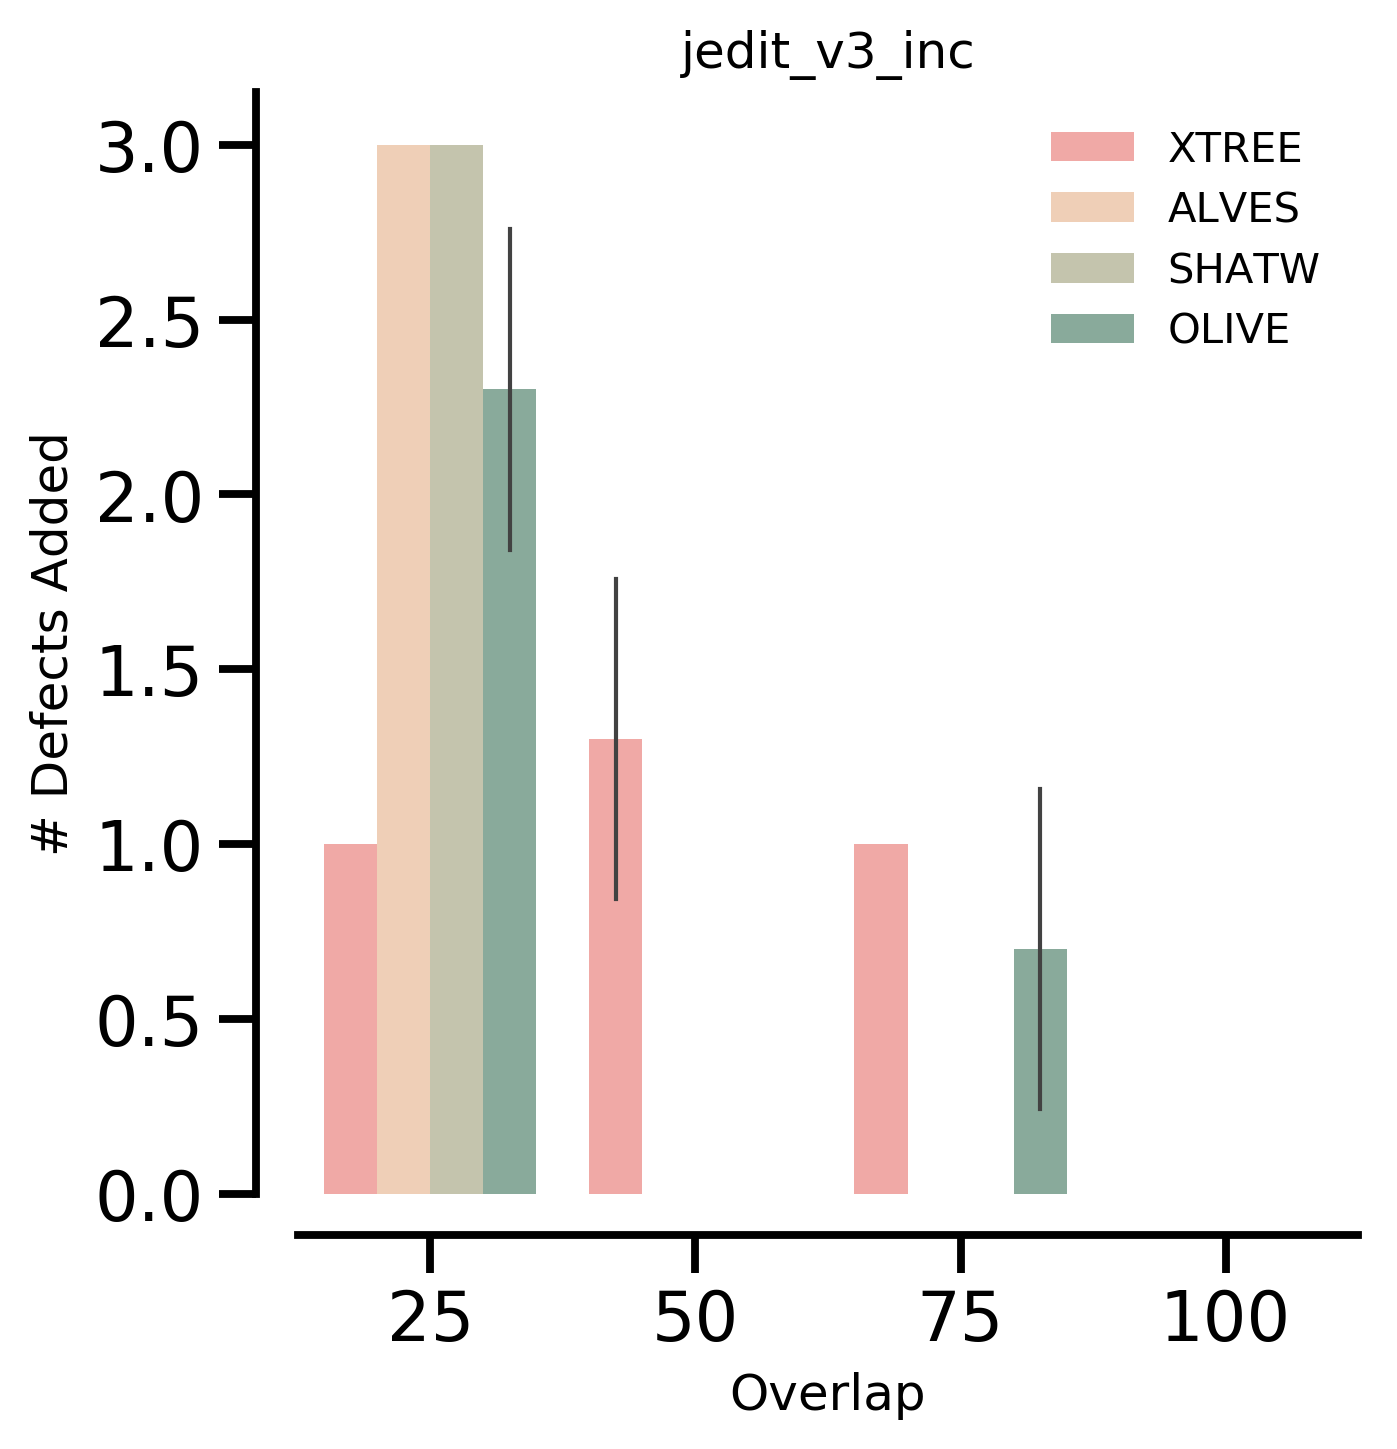 jedit_v3_inc
XTREE
ALVES
SHATW
OLIVE
# Defects Added
3.0
2.5
2.0
1.5
1.0
0.5
0.0
25 50 75 100
Overlap